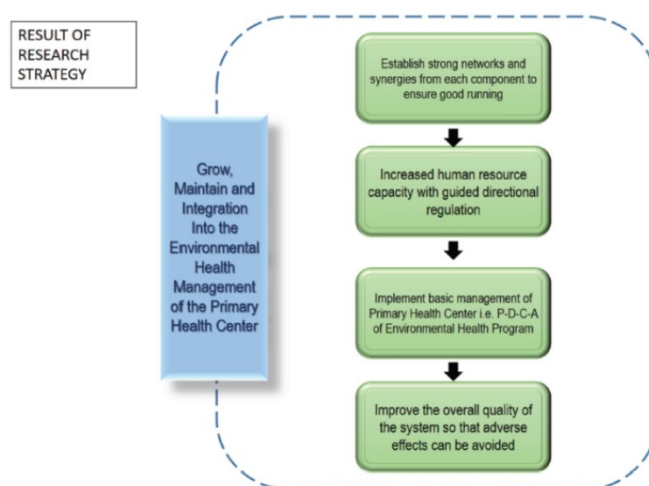 RESULT OF
RESEARCH
STRATEGY
Grow,
Maintain and
Integration
Into the
Environmental
Health
Management
of the Primary
Health Center
Establish strong networks and
synergies from each component to
ensure good running
Increased human resource
capacity with guided directional
regulation
Implement basic management of
Primary Health Center i.e. P-D-C-A
of Environmental Health Program
Improve the overall quality of
the system so that adverse
effects can be avoided